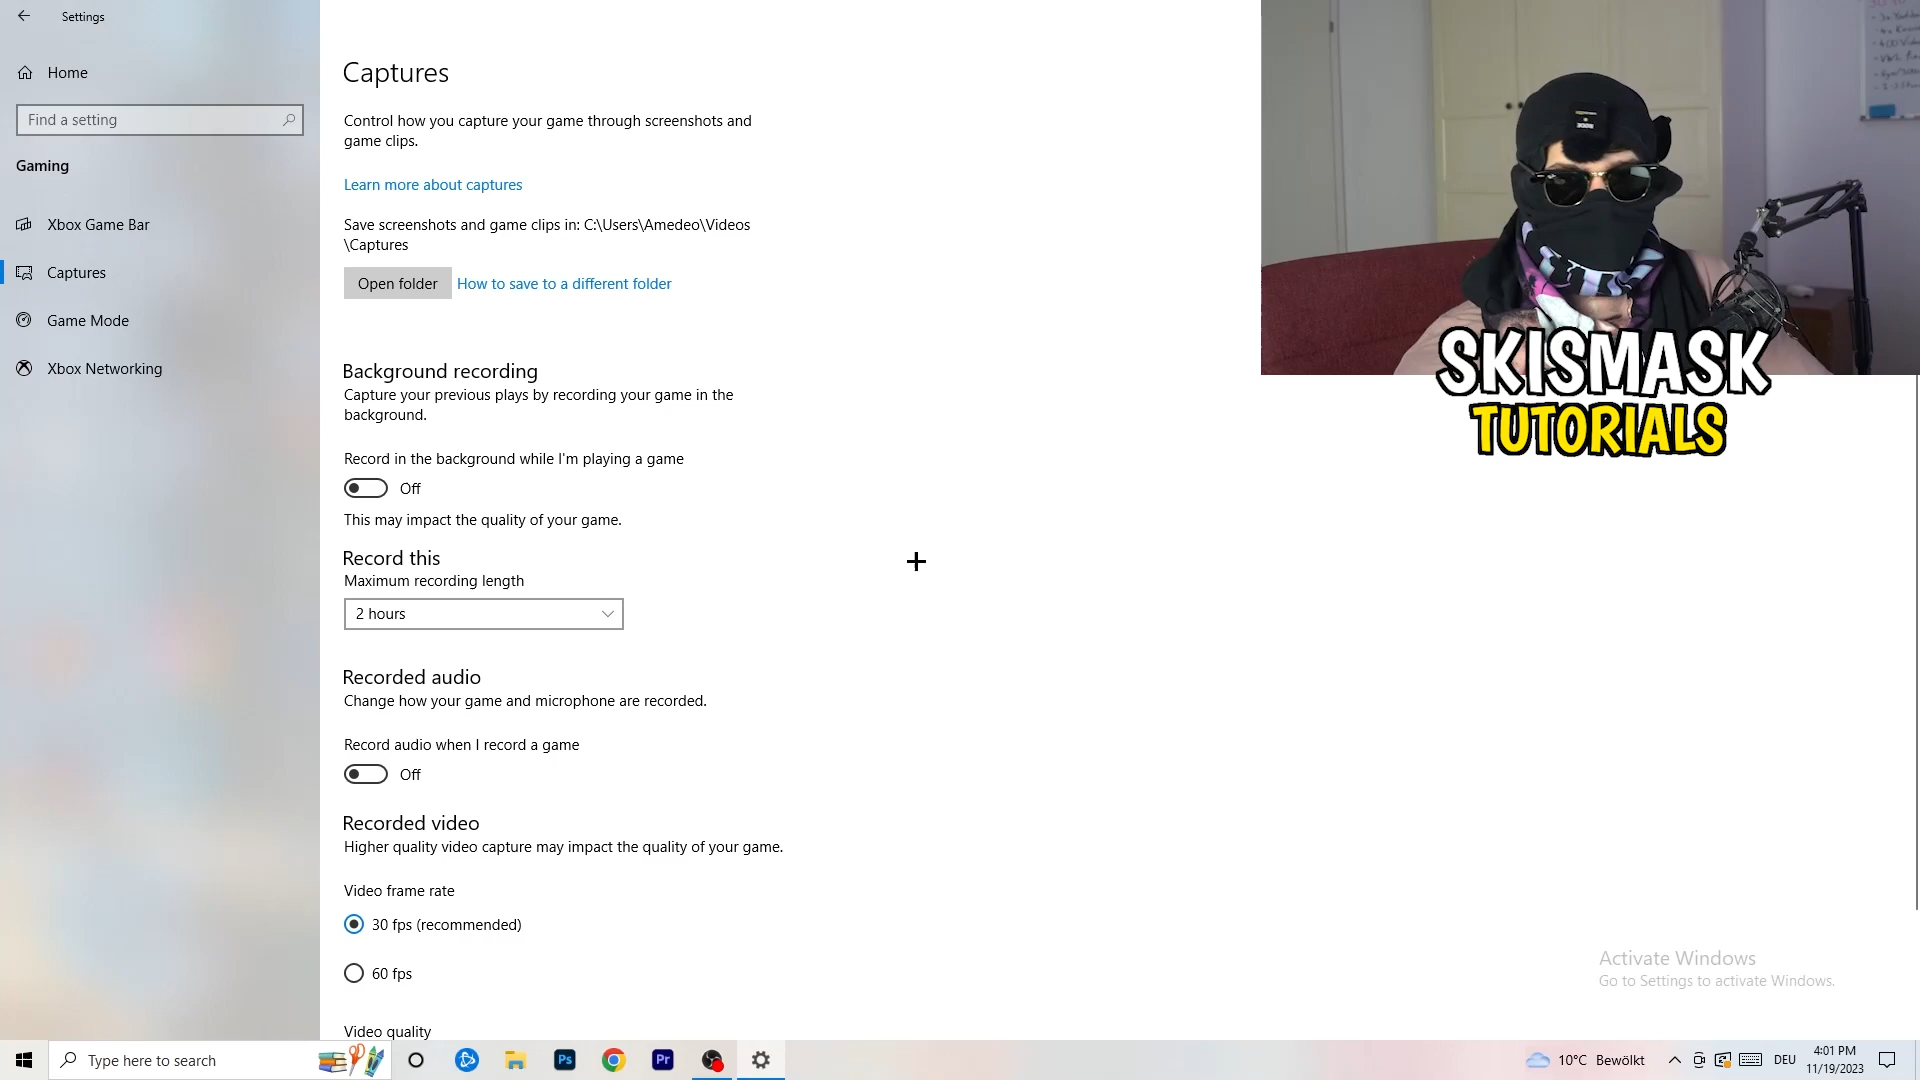 Settings
Home
Find a setting
Gaming
Xbox Game Bar
Captures
Game Mode
Xbox Networking
Captures
Control how you capture your game through screenshots and
game clips.
Learn more about captures
Save screenshots and game clips in: C:\Users\Amedeo\Videos
\Captures
Open folder
How to save to a different folder
Background recording
Capture your previous plays by recording your game in the
background.
Record in the background while I'm playing a game
Off
This may impact the quality of your game.
Record this
Maximum recording length
2 hours
Recorded audio
Change how your game and microphone are recorded.
Record audio when I record a game
Off
Recorded video
Higher quality video capture may impact the quality of your game.
Video frame rate
30 fps (recommended)
60 fps
Video quality
SKISMASK
TUTORIALS
Activate Windows
Go to Settings to activate Windows.
Type here to search
Ps
Pr
10°C Bewölkt
DEU
4:01 PM
11/19/2023